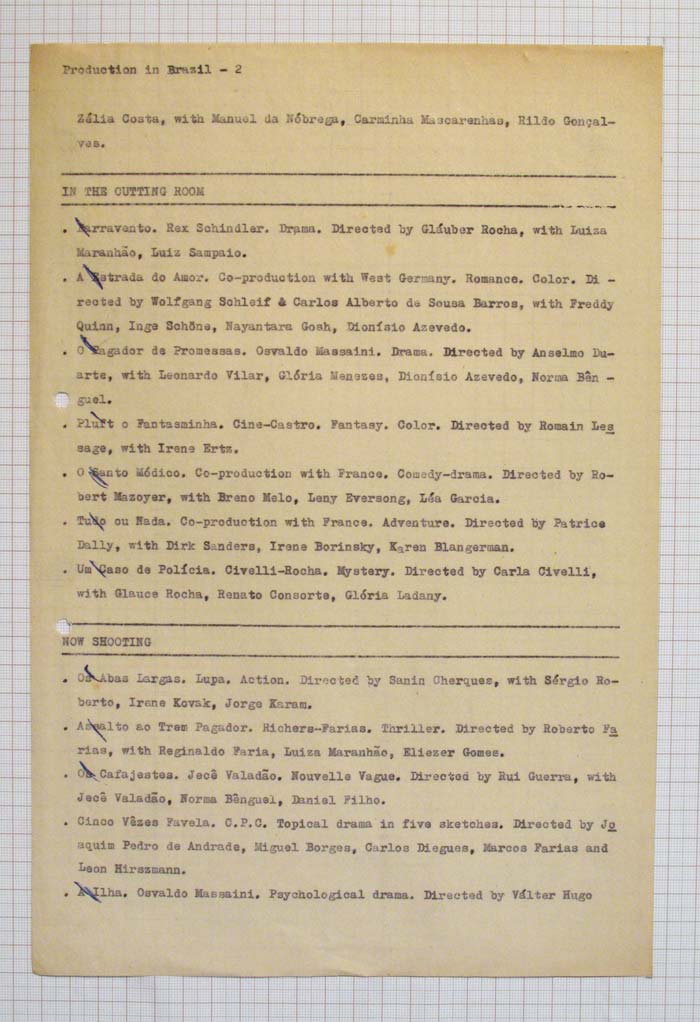 Production in Brazil - 2
Zélia Costa, with Manuel da Nóbrega, Carminha Mascarenhas, Rildo Gonçal-
ves.
IN THE CUTTING ROOM
. Barravento. Rex Schindler. Drama. Directed by Gláuber Rocha, with Luiza
Maranhão, Luiz Sampaio.
. A Estrada do Amor. Co-production with West Germany. Romance. Color. Di -
rected by Wolfgang Schleif & Carlos Alberto de Sousa Barros, with Freddy
Quinn, Inge Schöne, Nayantara Gosh, Dionísio Azevedo.
. O Pagador de Promessas. Osvaldo Massaini. Drama. Directed by Anselmo Du-
arte, with Leonardo Vilar, Glória Menezes, Dionísio Azevedo, Norma Bên -
guel.
. Pluft o Fantasminha. Cine-Castro. Fantasy. Color. Directed by Romain Les
sage, with Irene Ertz.
. O Santo Módico. Co-production with France. Comedy-drama. Directed by Ro-
bert Mazoyer, with Breno Melo, Leny Eversong, Léa Garcia.
. Tudo ou Nada. Co-production with France. Adventure. Directed by Patrice
Dally, with Dirk Sanders, Irene Borinsky, Karen Blangerman.
. Um Caso de Polícia. Civelli-Rocha. Mystery. Directed by Carla Civelli,
with Glauce Rocha, Renato Consorte, Glória Ladany.
NOW SHOOTING
. Os Abas Largas. Lupa. Action. Directed by Sanin Cherques, with Sérgio Ro-
berto, Irene Kovak, Jorge Karam.
. Assalto ao Trem Pagador. Richers-Farias. Thriller. Directed by Roberto Fa
rias, with Reginaldo Faria, Luiza Maranhão, Eliezer Gomes.
. Os Cafajestes. Jecê Valadão. Nouvelle Vague. Directed by Rui Guerra, with
Jecê Valadão, Norma Bênguel, Daniel Filho.
. Cinco Vêzes Favela. C.P.C. Topical drama in five sketches. Directed by Jo
aquim Pedro de Andrade, Miguel Borges, Carlos Diegues, Marcos Farias and
Leon Hirszmann.
. A Ilha. Osvaldo Massaini. Psychological drama. Directed by Válter Hugo